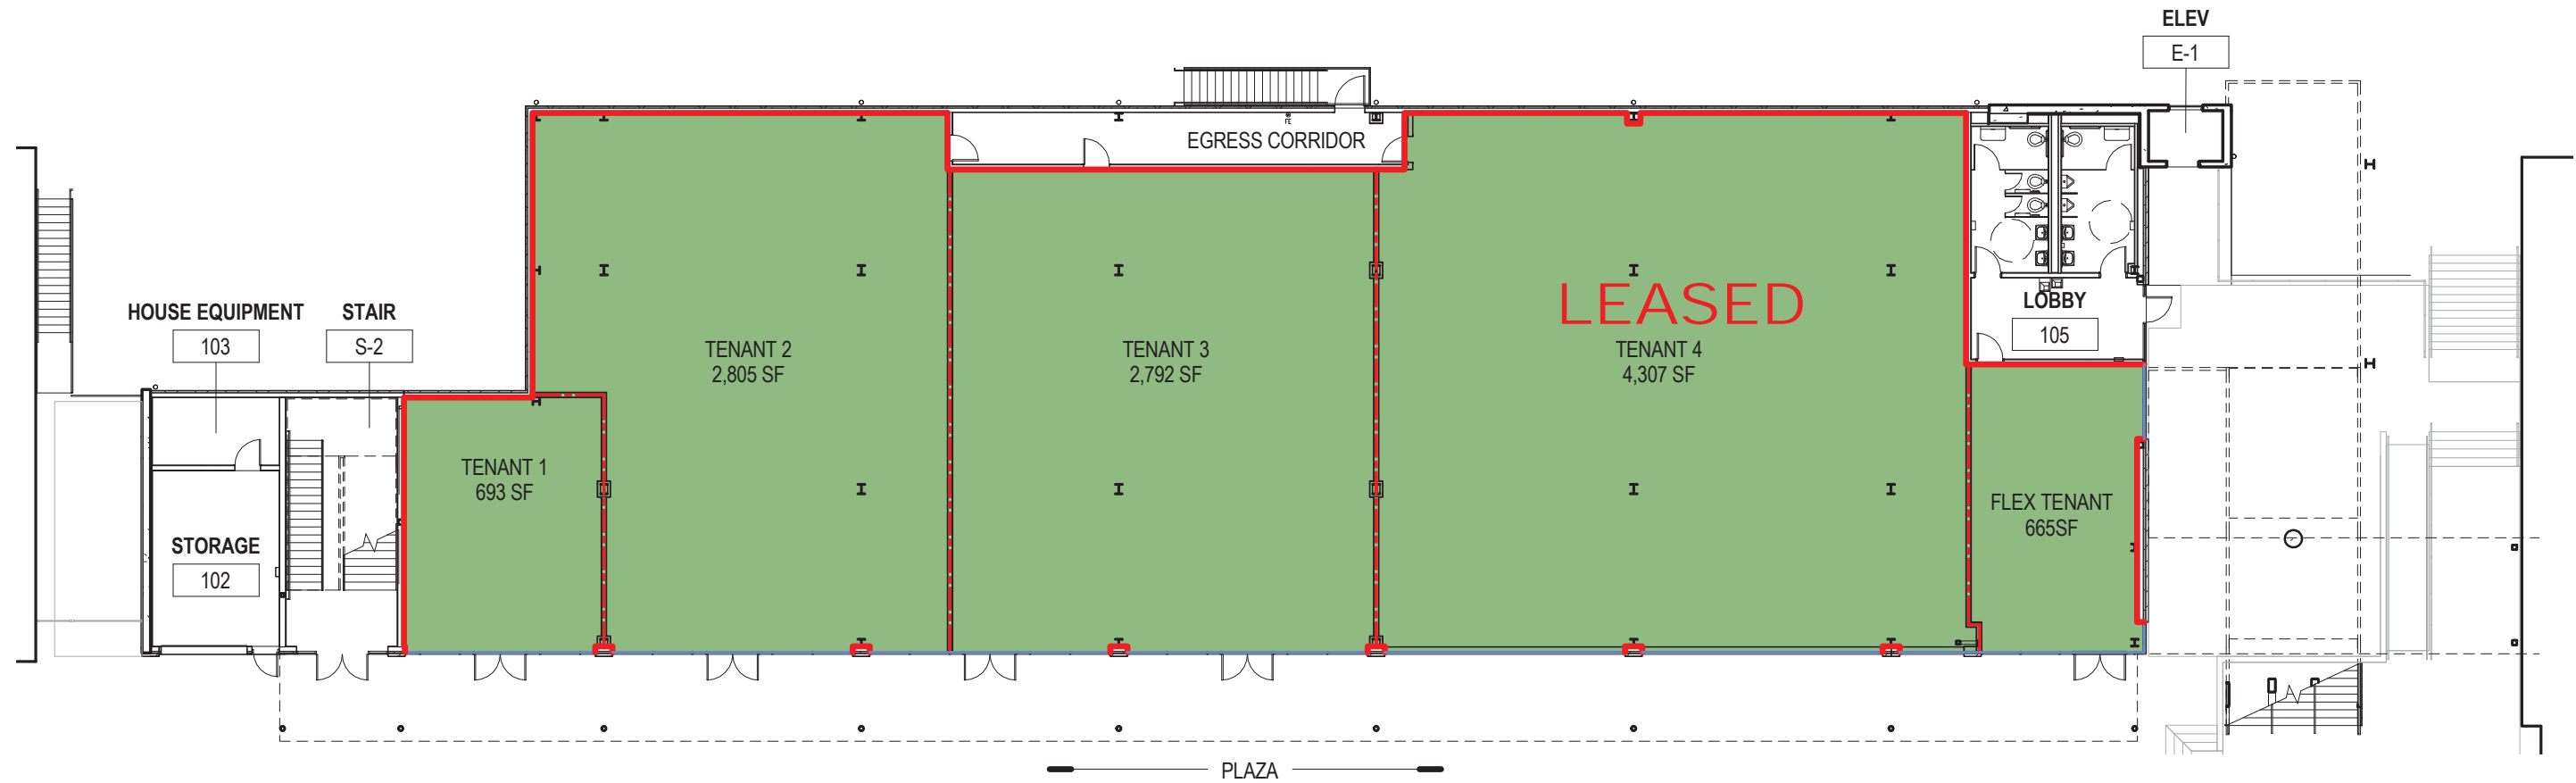 ELEV
E-1
FE
EGRESS CORRIDOR
LEASED
HOUSE EQUIPMENT
103
STAIR
S-2
LOBBY
105
TENANT 2
2,805 SF
TENANT 3
2,792 SF
TENANT 4
4,307 SF
TENANT 1
693 SF
FLEX TENANT
665SF
STORAGE
102
PLAZA